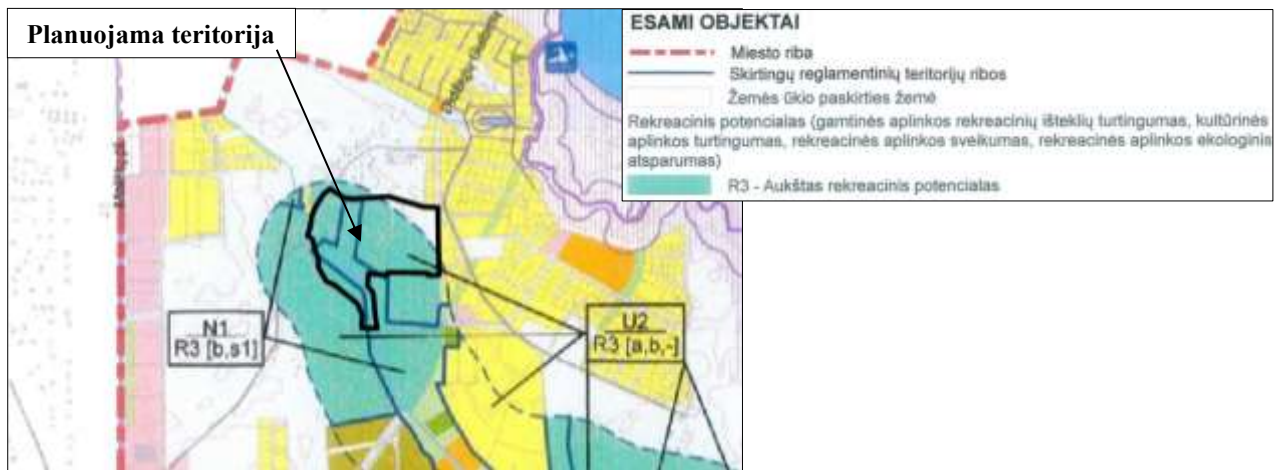 Planuojama teritorija
ESAMI OBJEKTAI
Miesto riba
Skirtingų reglamentinių teritorijų ribos
Žemės ūkio paskirties žemė
Rekreacinis potencialas (gamtinės aplinkos rekreacinių išteklių turtingumas, kultūrinės
aplinkos turtingumas, rekreacinės aplinkos sveikumas, rekreacinės aplinkos ekologinis
atsparumas)
R3 - Aukštas rekreacinis potencialas
N1
R3 [b,s1]
U2
R3 [a,b,-]